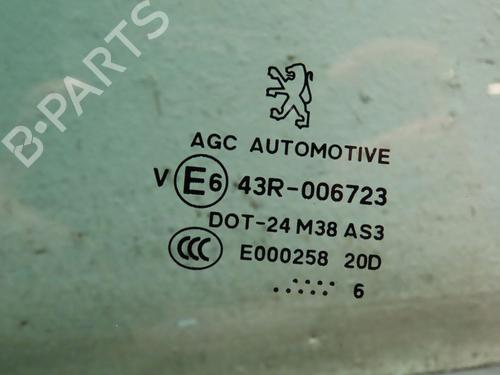 B-PARTS
AGC AUTOMOTIVE
V E6 43R-006723
DOT-24 M38 AS3
CCC E000258 20D
6